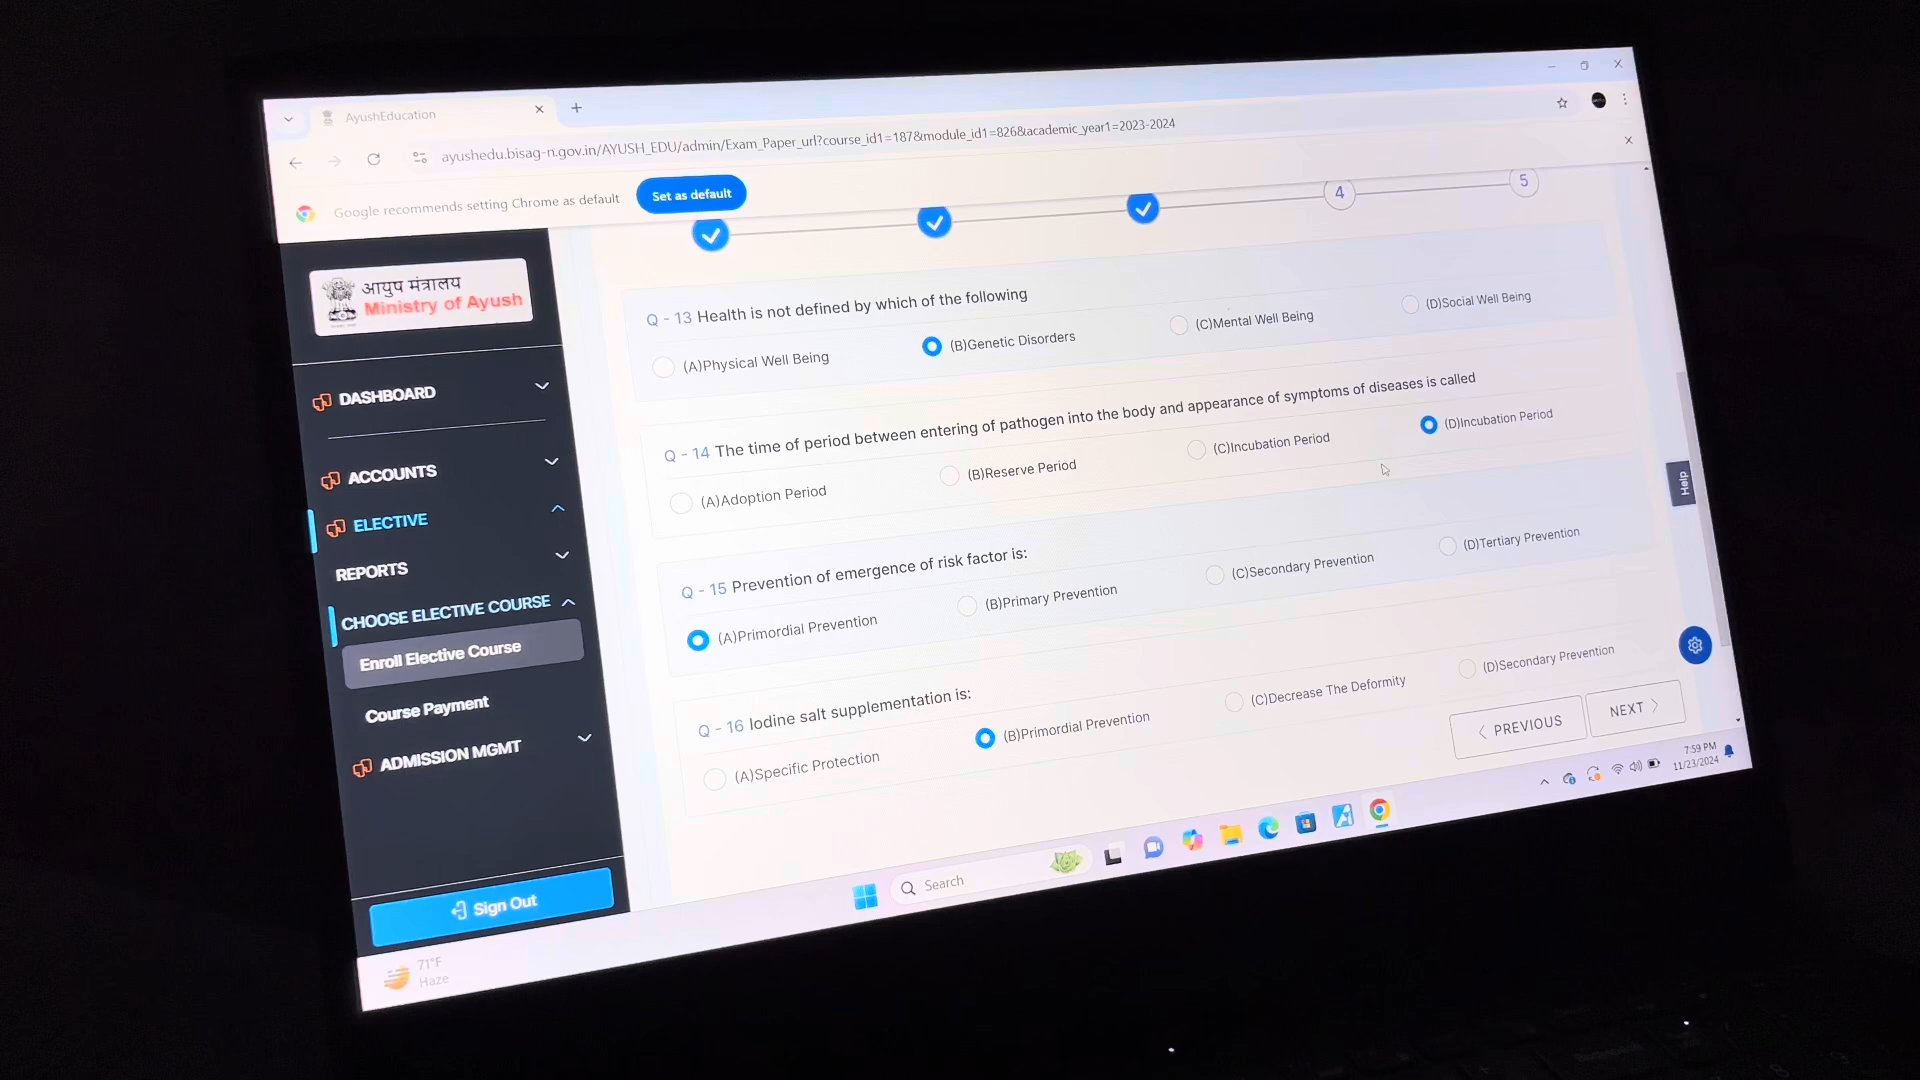 AyushEducation
ayushedu.bisag-n.gov.in/AYUSH_EDU/admin/Exam_Paper_url?course_id1=187&module_id1=826&academic_year1=2023-2024
Google recommends setting Chrome as default
Set as default
4
5
आयुष मंत्रालय
Ministry of Ayush
DASHBOARD
ACCOUNTS
ELECTIVE
REPORTS
CHOOSE ELECTIVE COURSE
Enroll Elective Course
Course Payment
ADMISSION MGMT
Sign Out
Q - 13 Health is not defined by which of the following
(A)Physical Well Being
(B)Genetic Disorders
(C)Mental Well Being
(D)Social Well Being
Q - 14 The time of period between entering of pathogen into the body and appearance of symptoms of diseases is called
(A)Adoption Period
(B)Reserve Period
(C)Incubation Period
(D)Incubation Period
Q - 15 Prevention of emergence of risk factor is:
(A)Primordial Prevention
(B)Primary Prevention
(C)Secondary Prevention
(D)Tertiary Prevention
Q - 16 Iodine salt supplementation is:
(A)Specific Protection
(B)Primordial Prevention
(C)Decrease The Deformity
(D)Secondary Prevention
PREVIOUS
NEXT
Help
71°F
Haze
Search
7:59 PM
11/23/2024